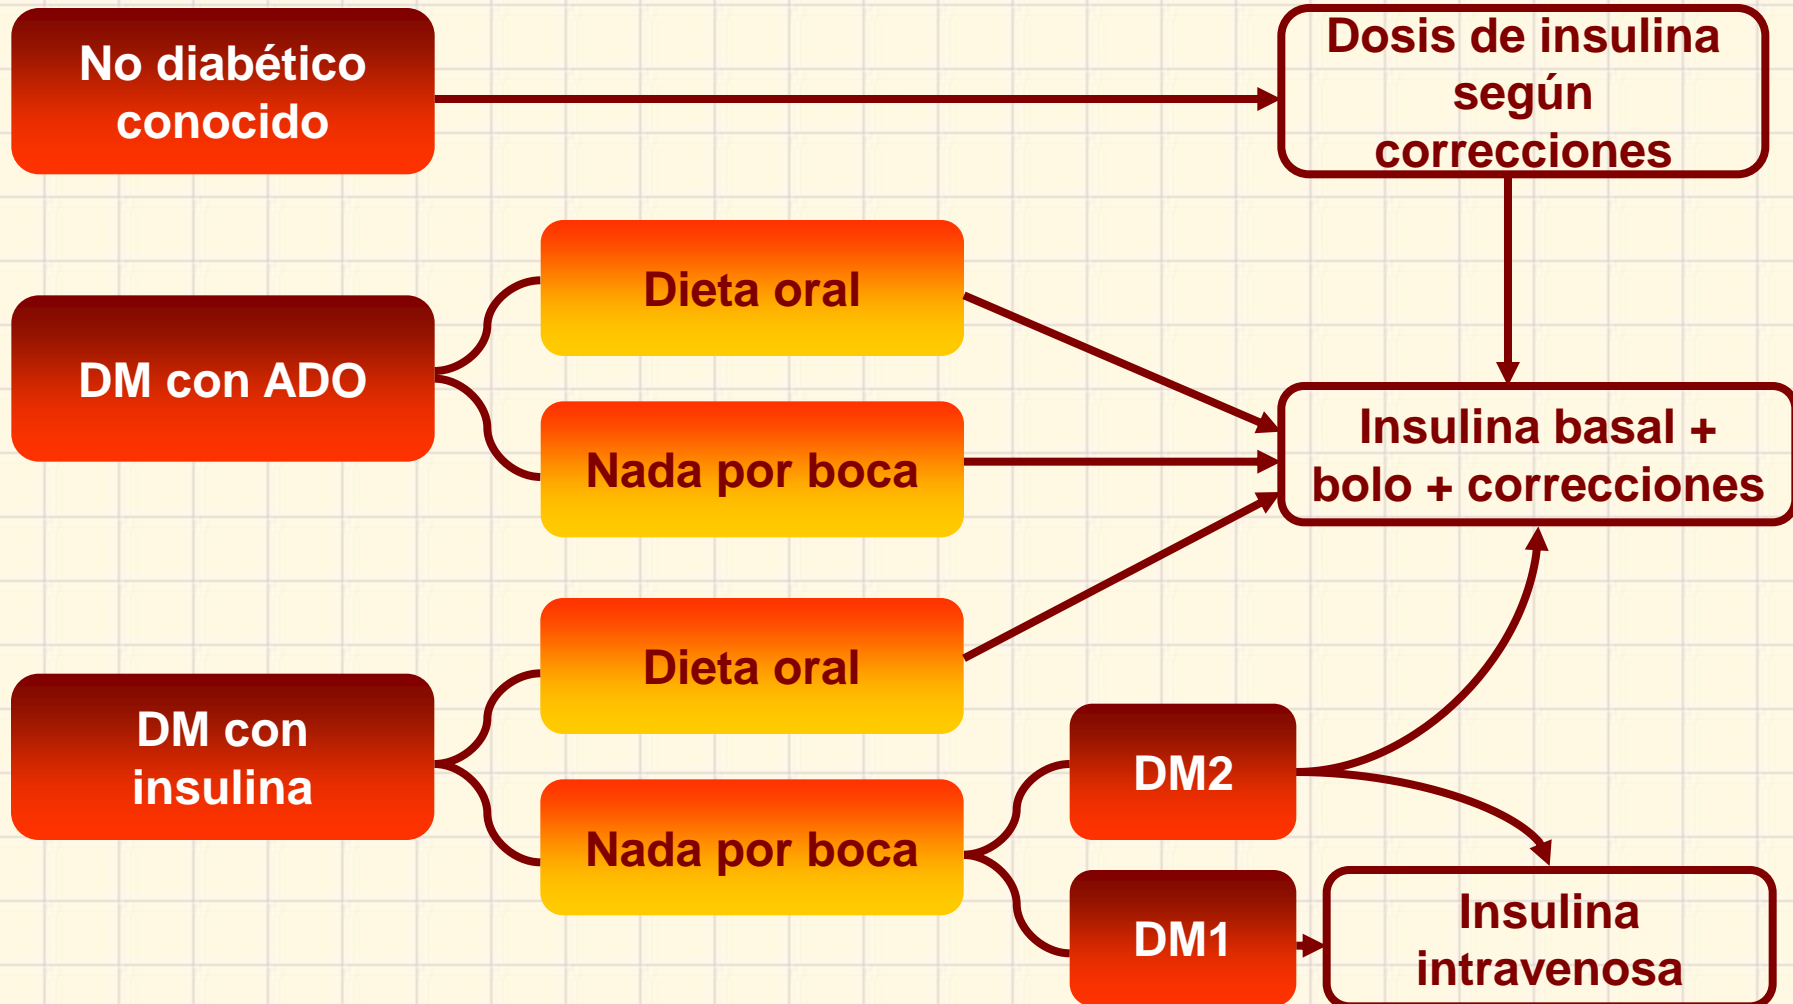 No diabético
conocido
Dosis de insulina
según
correcciones
DM con ADO
Dieta oral
Nada por boca
Insulina basal +
bolo + correcciones
DM con
insulina
Dieta oral
Nada por boca
DM2
DM1
Insulina
intravenosa